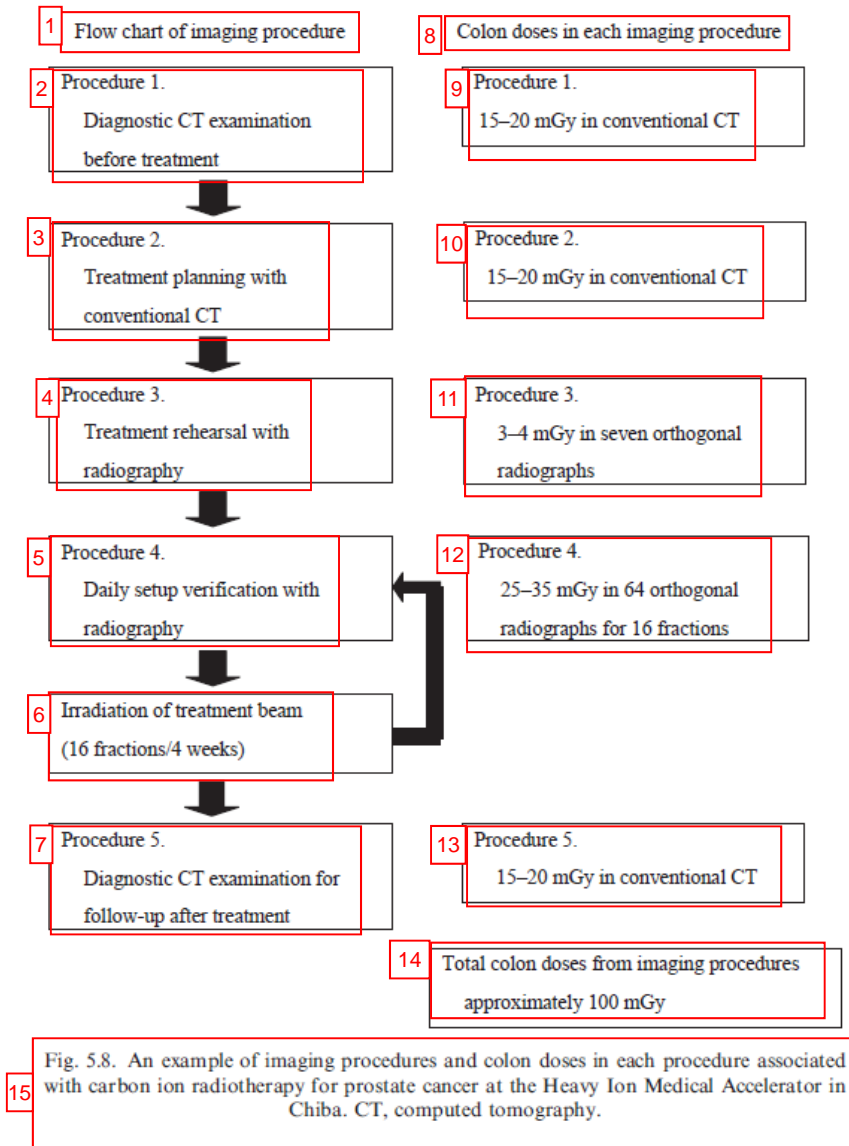 1
Flow chart of imaging procedure
2
Procedure 1.
Diagnostic CT examination
before treatment
3
Procedure 2.
Treatment planning with
conventional CT
4
Procedure 3.
Treatment rehearsal with
radiography
5
Procedure 4.
Daily setup verification with
radiography
6
Irradiation of treatment beam
(16 fractions/4 weeks)
7
Procedure 5.
Diagnostic CT examination for
follow-up after treatment
8
Colon doses in each imaging procedure
9
Procedure 1.
15–20 mGy in conventional CT
10
Procedure 2.
15–20 mGy in conventional CT
11
Procedure 3.
3–4 mGy in seven orthogonal
radiographs
12
Procedure 4.
25–35 mGy in 64 orthogonal
radiographs for 16 fractions
13
Procedure 5.
15–20 mGy in conventional CT
14
Total colon doses from imaging procedures
approximately 100 mGy
15
Fig. 5.8. An example of imaging procedures and colon doses in each procedure associated
with carbon ion radiotherapy for prostate cancer at the Heavy Ion Medical Accelerator in
Chiba. CT, computed tomography.